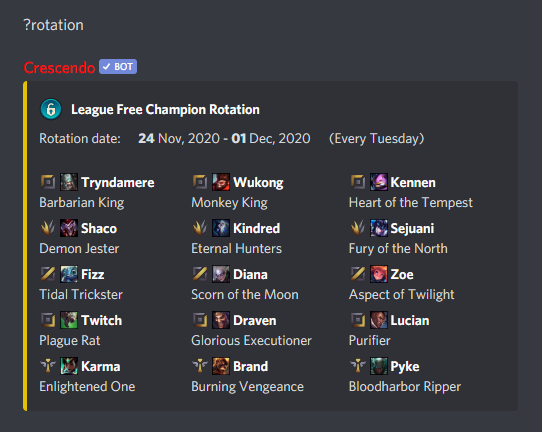 ?rotation
Crescendo ✓ BOT
League Free Champion Rotation
Rotation date: 24 Nov, 2020 - 01 Dec, 2020 (Every Tuesday)
Tryndamere Wukong Kennen
Barbarian King Monkey King Heart of the Tempest
Shaco Kindred Sejuani
Demon Jester Eternal Hunters Fury of the North
Fizz Diana Zoe
Tidal Trickster Scorn of the Moon Aspect of Twilight
Twitch Draven Lucian
Plague Rat Glorious Executioner Purifier
Karma Brand Pyke
Enlightened One Burning Vengeance Bloodharbor Ripper